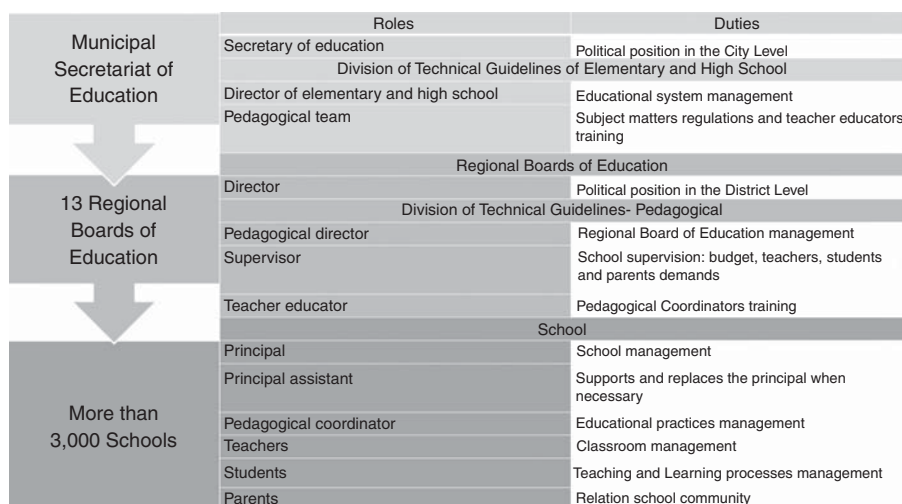 Roles Duties
Municipal
Secretariat of
Education
Secretary of education Political position in the City Level
Division of Technical Guidelines of Elementary and High School
Director of elementary and high school Educational system management
Pedagogical team Subject matters regulations and teacher educators
training
Regional Boards of Education
13 Regional
Boards of
Education
Director Political position in the District Level
Division of Technical Guidelines- Pedagogical
Pedagogical director Regional Board of Education management
Supervisor School supervision: budget, teachers, students
and parents demands
Teacher educator Pedagogical Coordinators training
School
More than
3,000 Schools
Principal School management
Principal assistant Supports and replaces the principal when
necessary
Pedagogical coordinator Educational practices management
Teachers Classroom management
Students Teaching and Learning processes management
Parents Relation school community